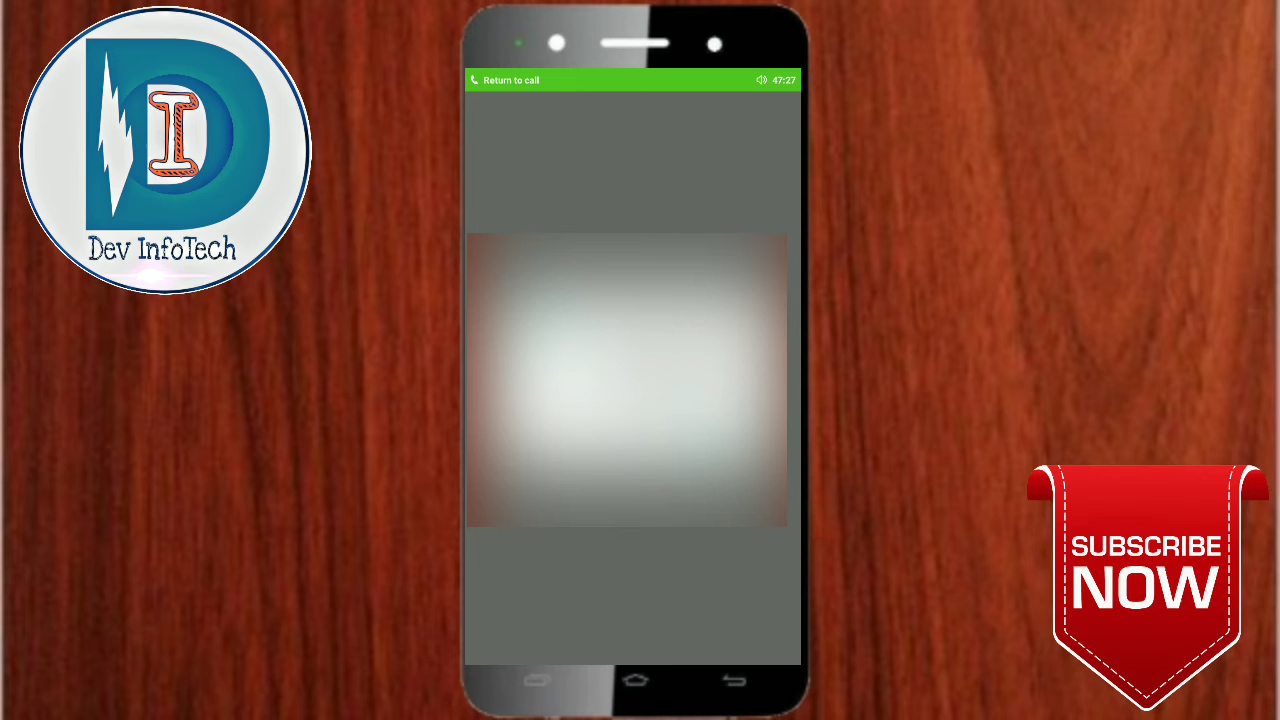 D
I
Dev InfoTech
Return to call
47:27
SUBSCRIBE
NOW